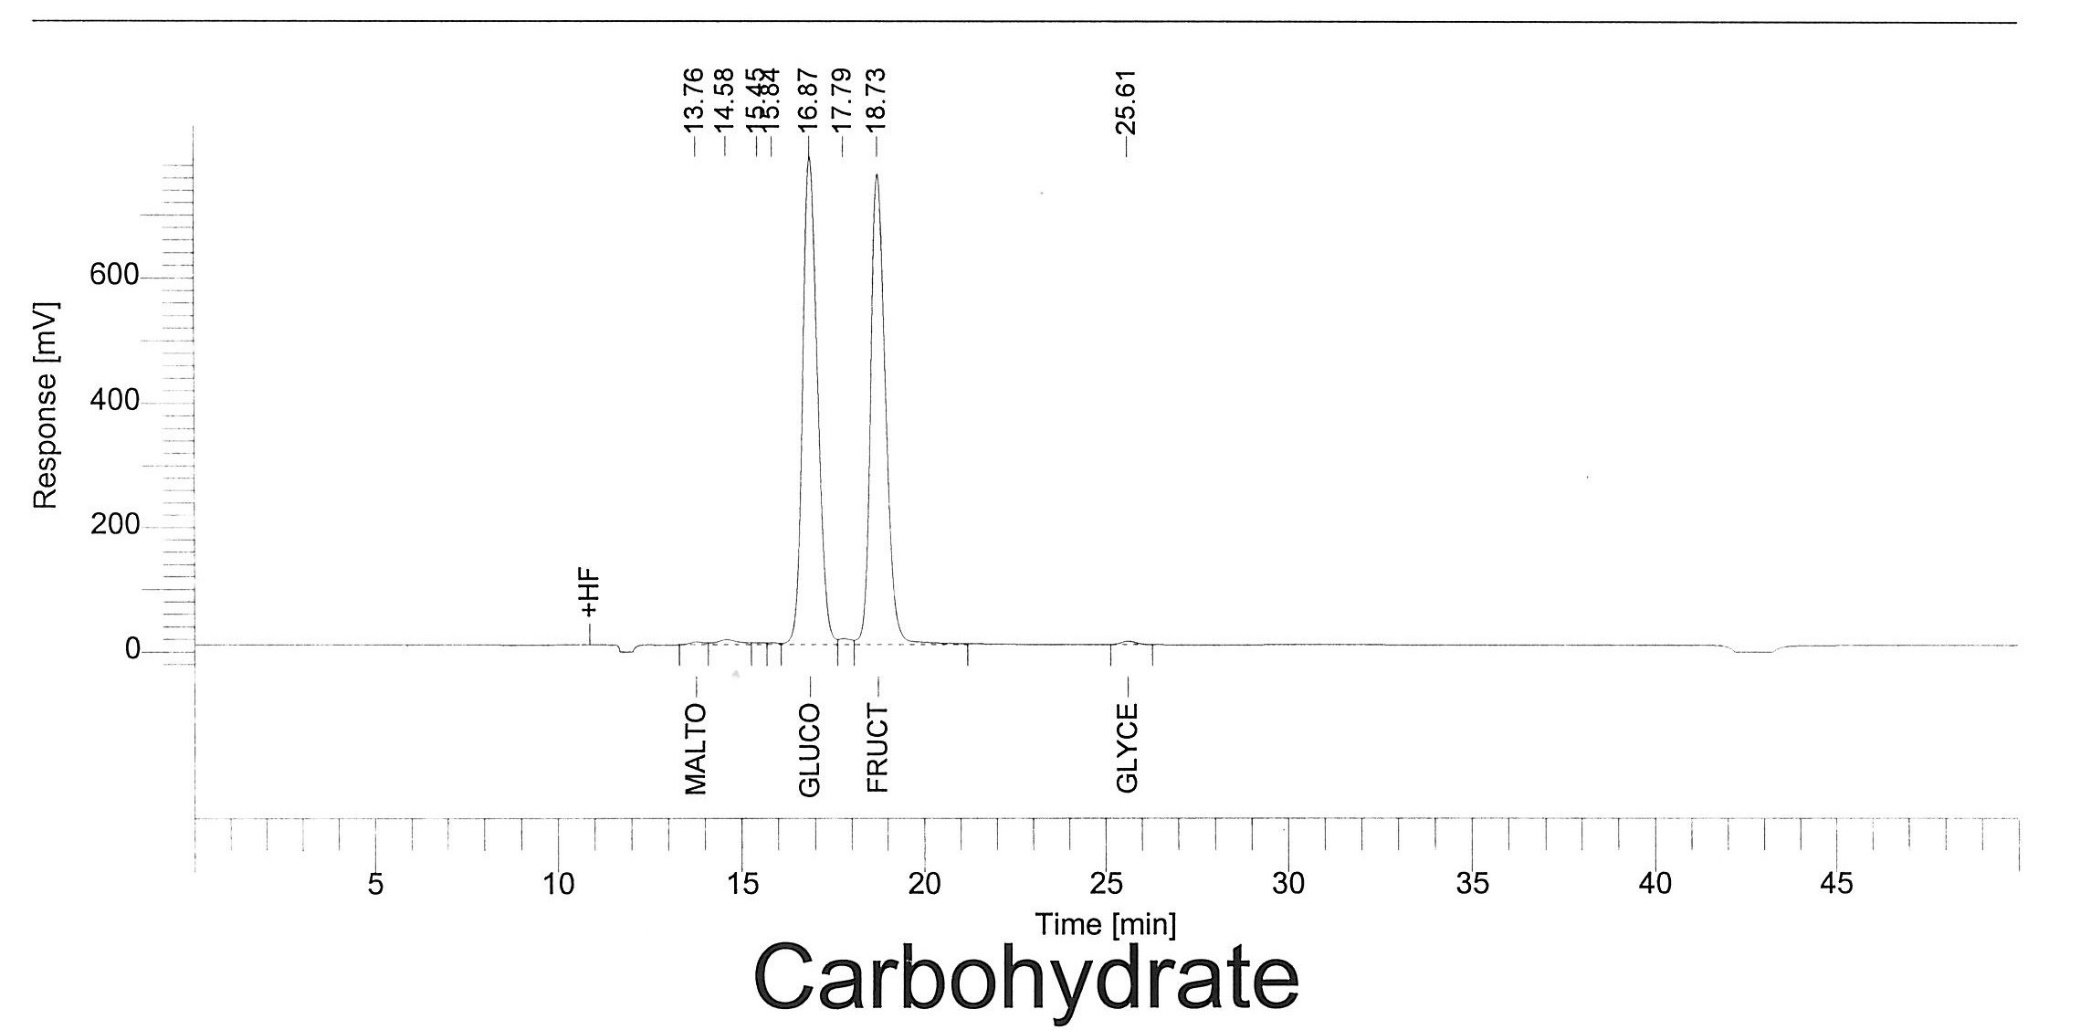 13.76
14.58
15.45
15.84
16.87
17.79
18.73
25.61
Response [mV]
600
400
200
0
+HF
MALTO
GLUCO
FRUCT
GLYCE
5 10 15 20 25 30 35 40 45
Time [min]
Carbohydrate